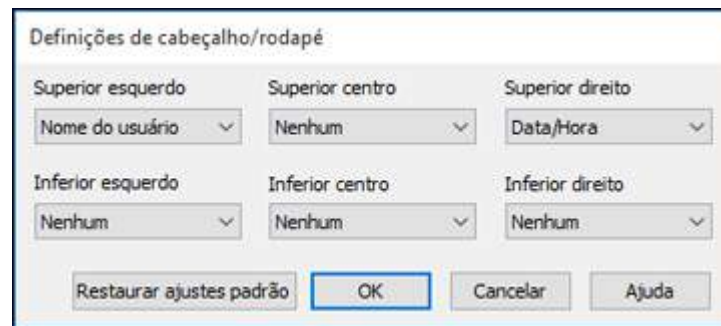 Definições de cabeçalho/rodapé
Superior esquerdo Superior centro Superior direito
Nome do usuário Nenhum Data/Hora
Inferior esquerdo Inferior centro Inferior direito
Nenhum Nenhum Nenhum
Restaurar ajustes padrão OK Cancelar Ajuda